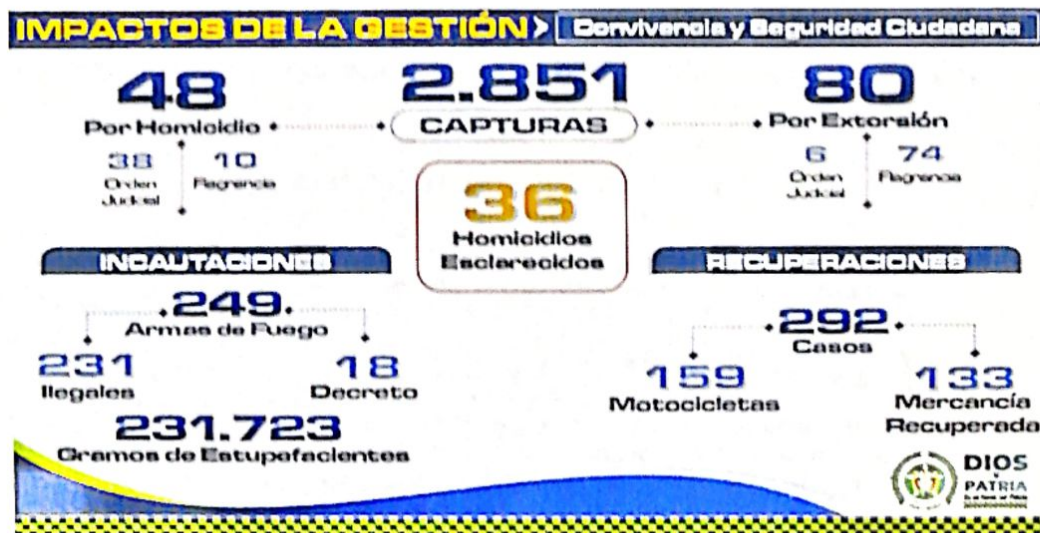 IMPACTOS DE LA GESTIÓN > Convivencia y Seguridad Ciudadana
48
Por Homicidio
38
Orden Judicial
10
Flagrancia
2.851
CAPTURAS
80
Por Extorsión
6
Orden Judicial
74
Flagrancia
36
Homicidios
Esclarecidos
INCAUTACIONES
249
Armas de Fuego
231
Ilegales
18
Decreto
231.723
Gramos de Estupefacientes
RECUPERACIONES
292
Casos
159
Motocicletas
133
Mercancía
Recuperada
DIOS
Y
PATRIA